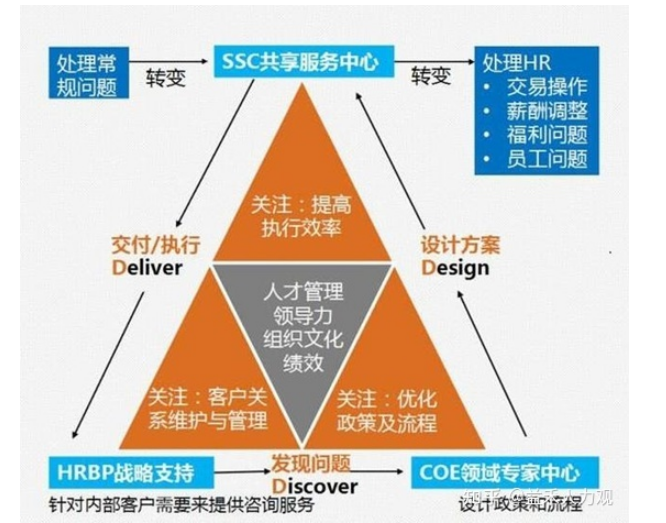 处理常
规问题
转变
SSC共享服务中心
转变
处理HR
• 交易操作
• 薪酬调整
• 福利问题
• 员工问题
关注：提高
执行效率
交付/执行
Deliver
设计方案
Design
人才管理
领导力
组织文化
绩效
关注：客户关
系维护与管理
关注：优化
政策及流程
HRBP战略支持
发现问题
Discover
COE领域专家中心
针对内部客户需要来提供咨询服务
设计政策和流程
知乎